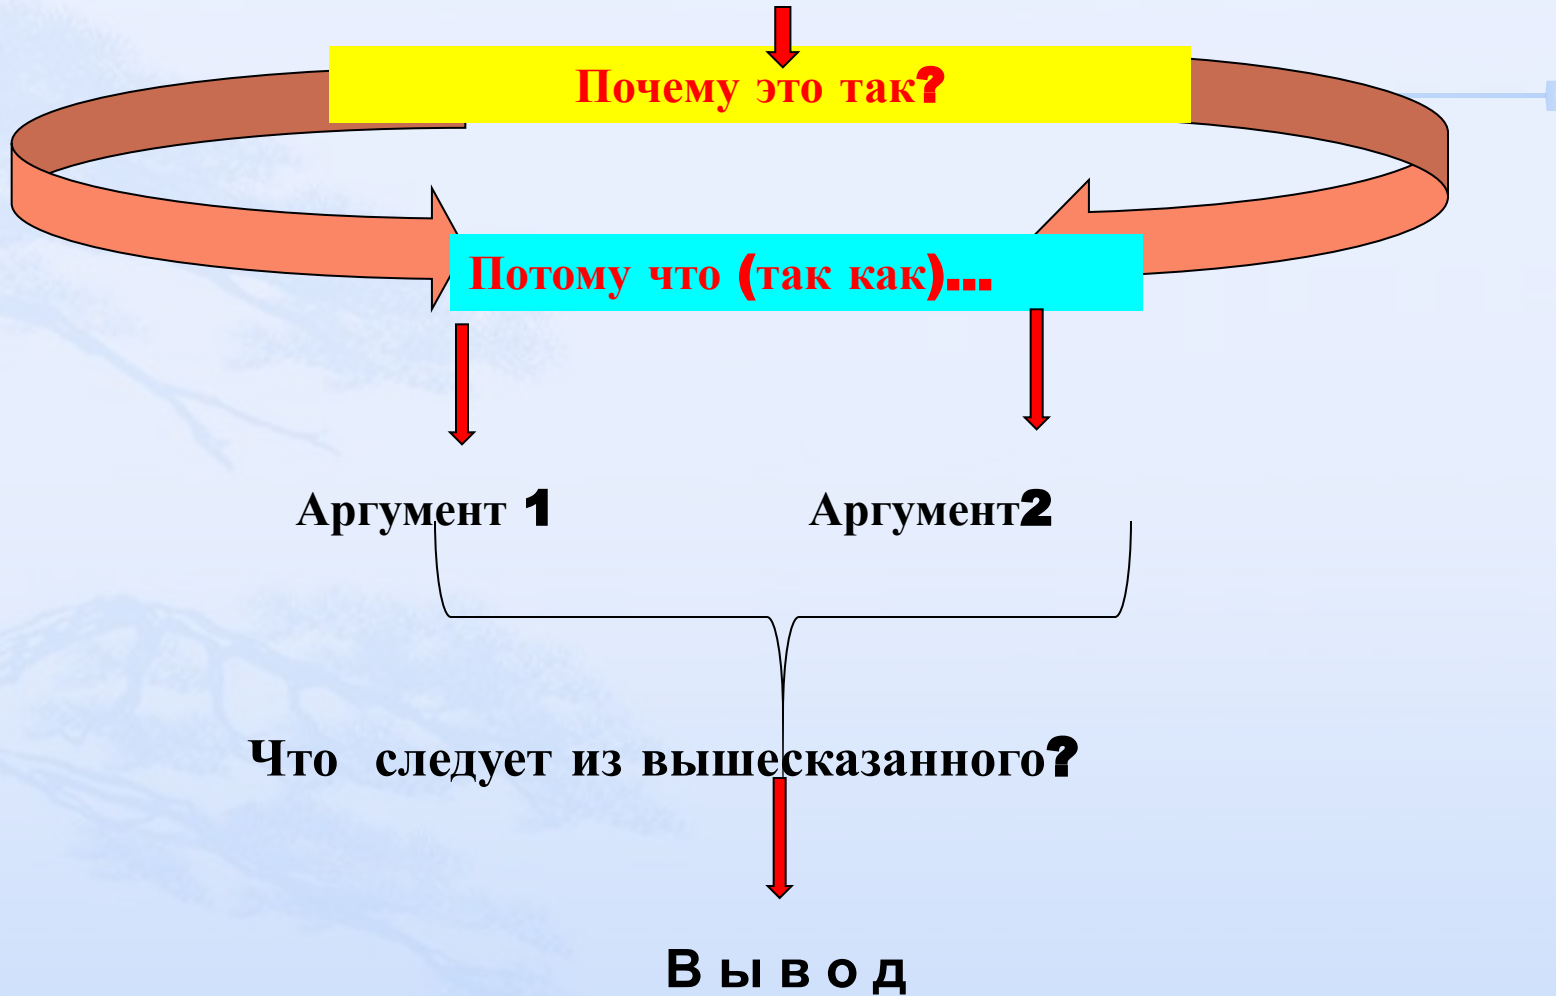 Почему это так?
Потому что (так как)...
Аргумент 1 Аргумент2
Что следует из вышесказанного?
В ы в о д